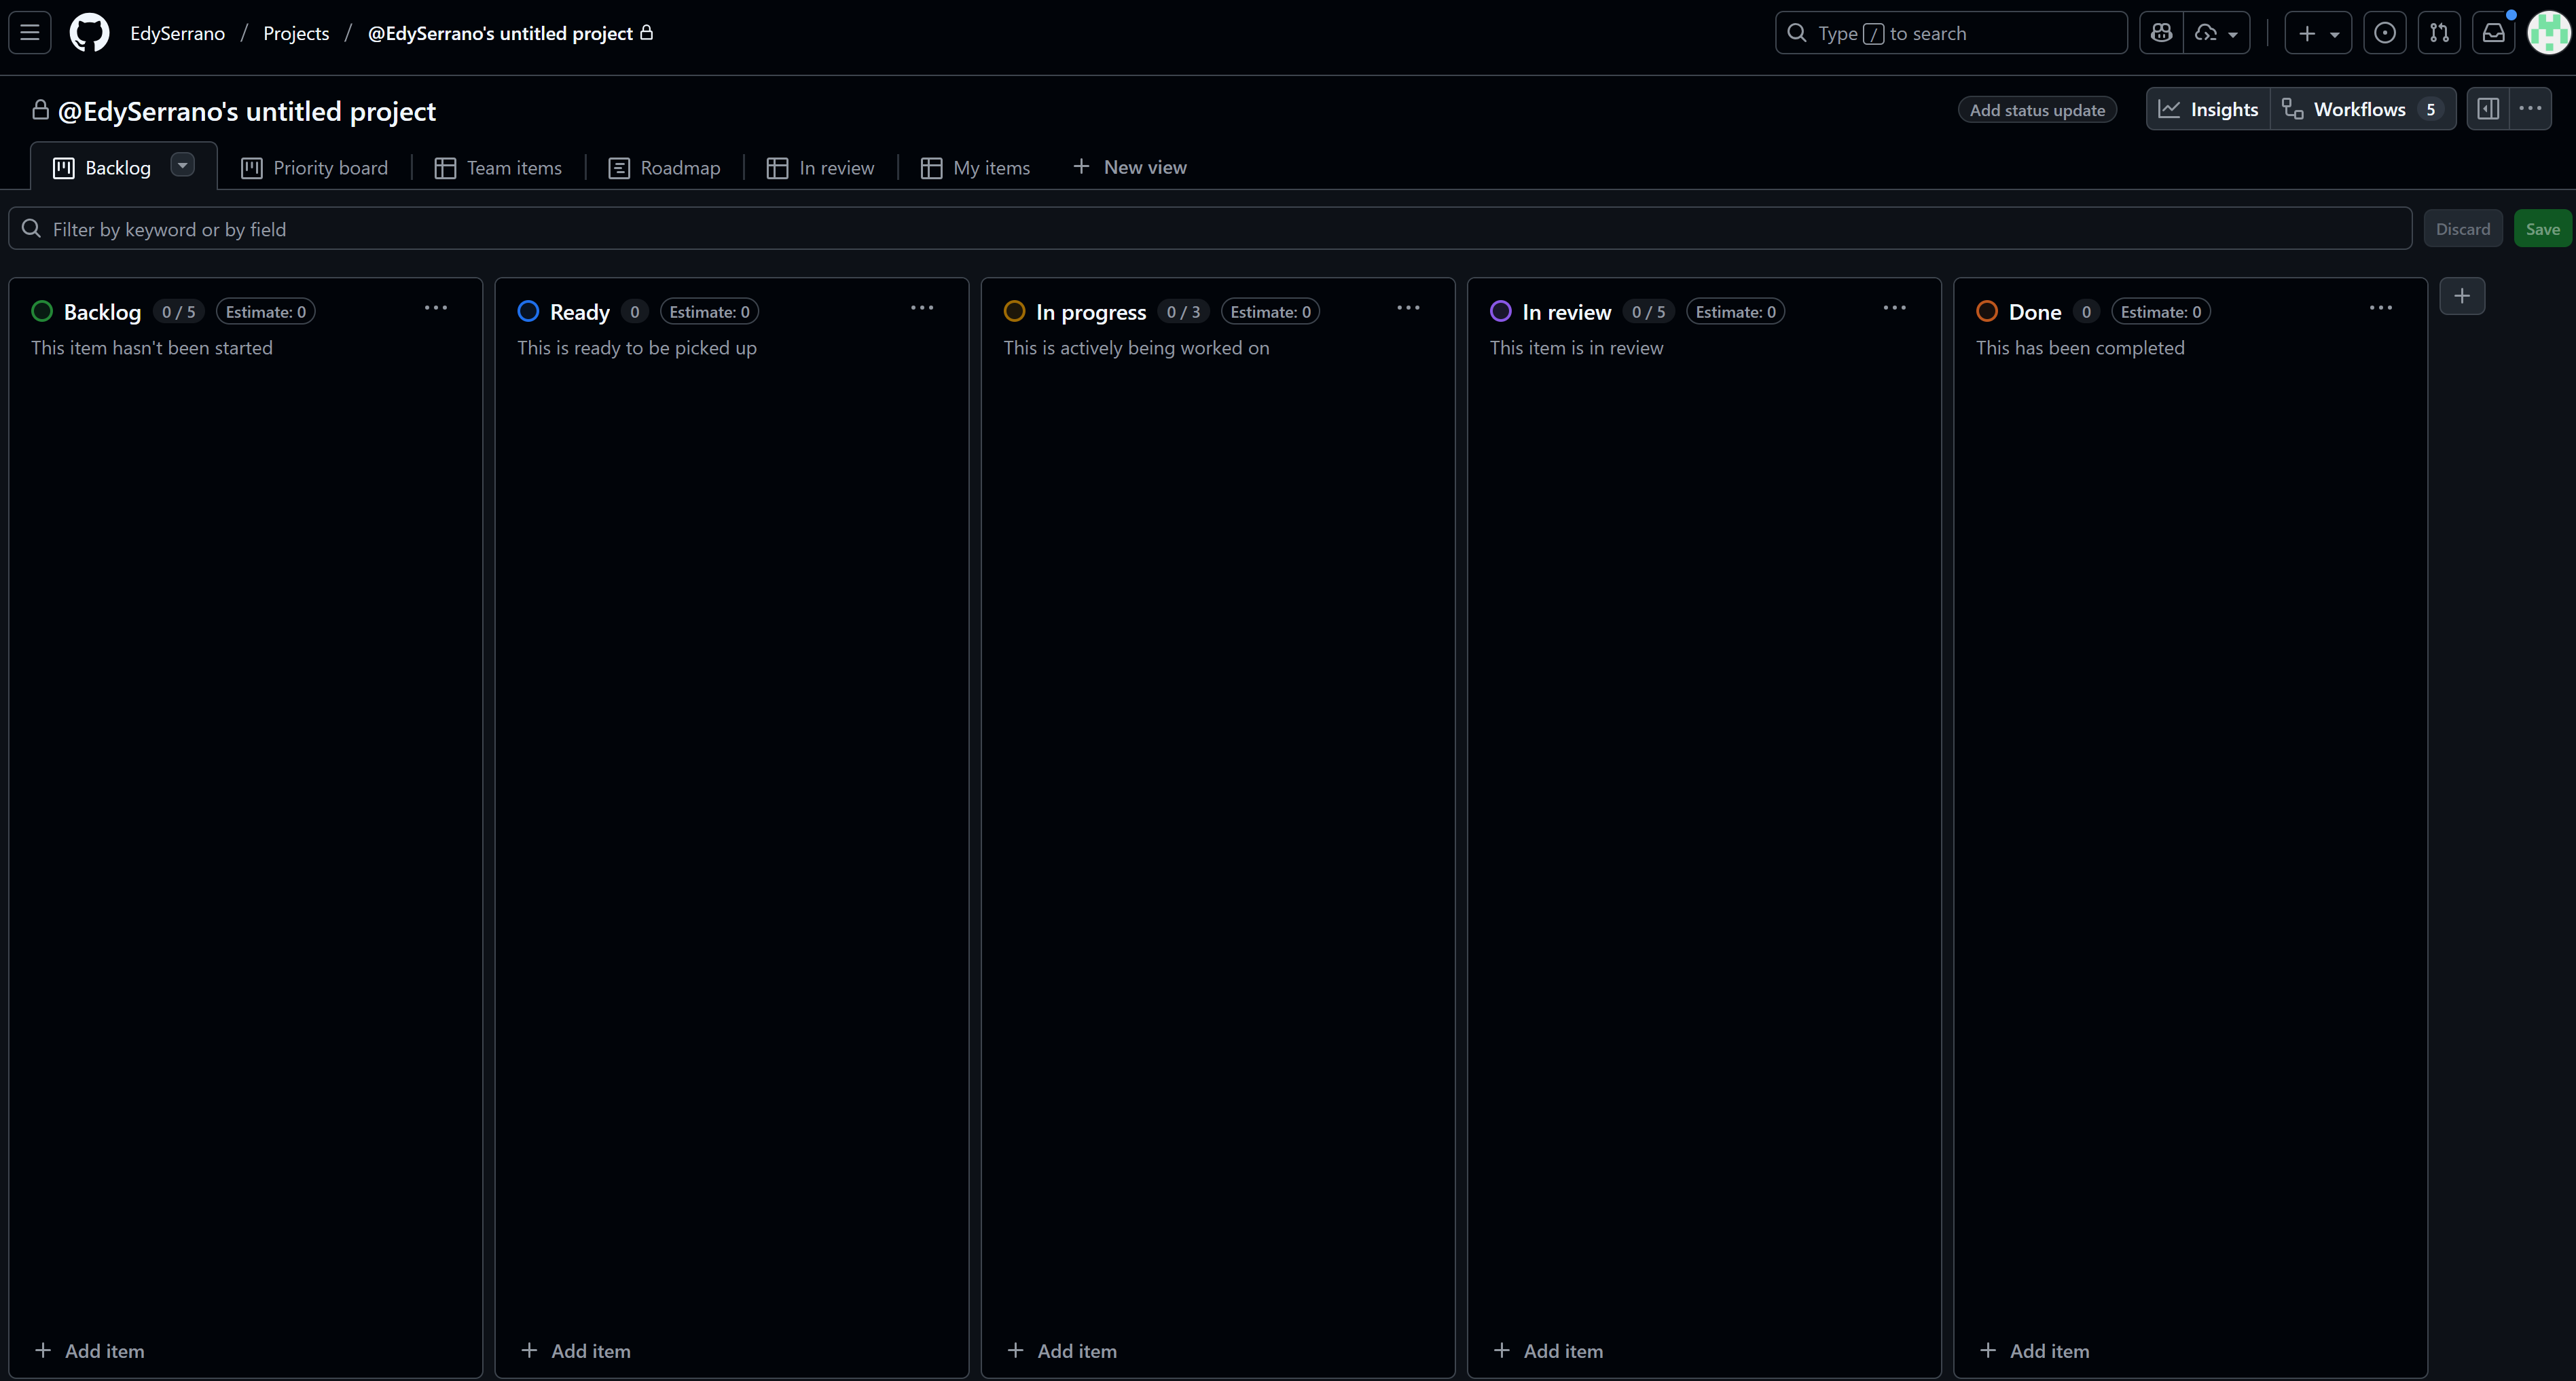 EdySerrano / Projects / @EdySerrano's untitled project
Type / to search
@EdySerrano's untitled project
Add status update
Insights
Workflows 5
Backlog
Priority board
Team items
Roadmap
In review
My items
New view
Filter by keyword or by field
Discard
Save
Backlog 0 / 5 Estimate: 0
This item hasn't been started
Add item
Ready 0 Estimate: 0
This is ready to be picked up
Add item
In progress 0 / 3 Estimate: 0
This is actively being worked on
Add item
In review 0 / 5 Estimate: 0
This item is in review
Add item
Done 0 Estimate: 0
This has been completed
Add item